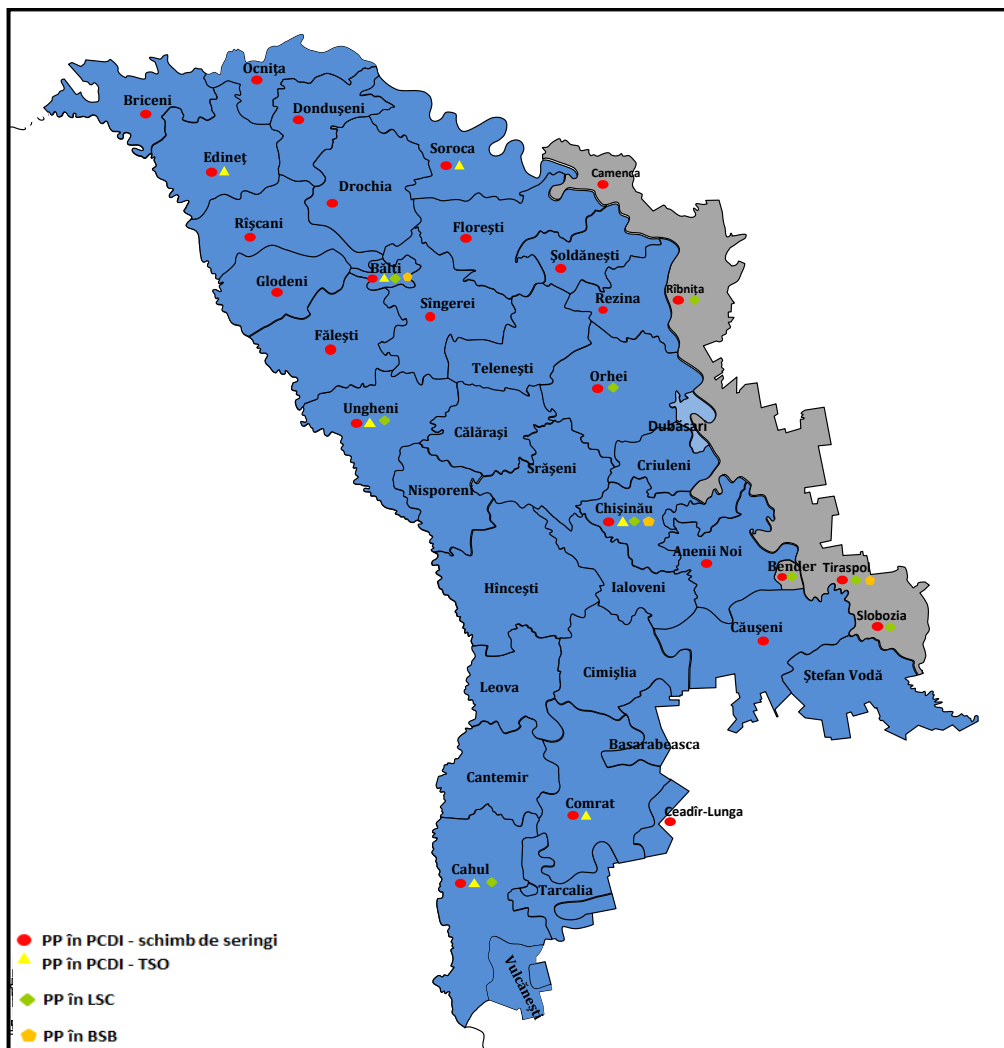 Ocnița
Briceni
Dondușeni
Soroca
Edineț
Camenca
Drochia
Rîșcani
Florești
Șoldănești
Bălti
Glodeni
Rîbnița
Sîngerei
Rezina
Fălești
Telenești
Orhei
Ungheni
Dubăsari
Călărași
Srășeni
Criuleni
Nisporeni
Chișinău
Anenii Noi
Bender
Tiraspol
Hîncești
Ialoveni
Slobozia
Căușeni
Cimișlia
Ștefan Vodă
Leova
Basarabeasca
Cantemir
Comrat
Ceadîr-Lunga
Cahul
Tarcalia
Vulcănești
PP în PCDI - schimb de seringi
PP în PCDI - TSO
PP în LSC
PP în BSB